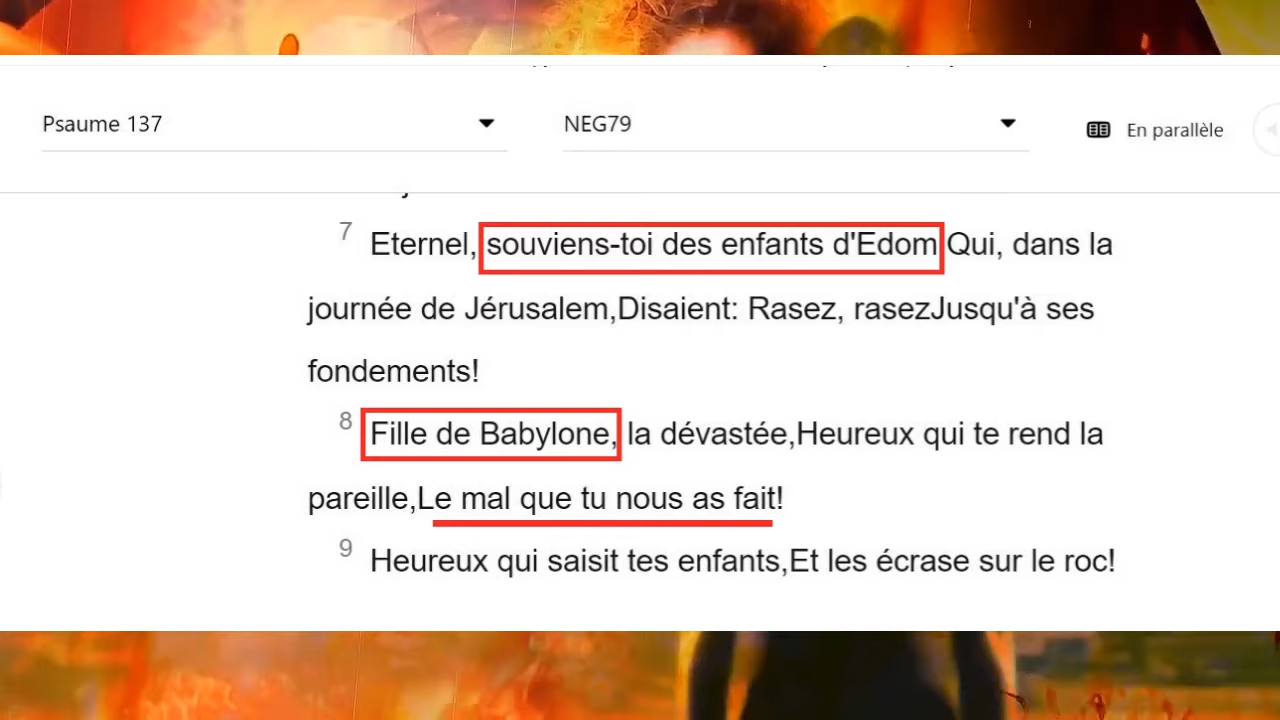 Psaume 137
NEG79
En parallèle
7 Eternel, souviens-toi des enfants d'Edom Qui, dans la
journée de Jérusalem,Disaient: Rasez, rasezJusqu'à ses
fondements!
8 Fille de Babylone, la dévastée,Heureux qui te rend la
pareille,Le mal que tu nous as fait!
9 Heureux qui saisit tes enfants,Et les écrase sur le roc!